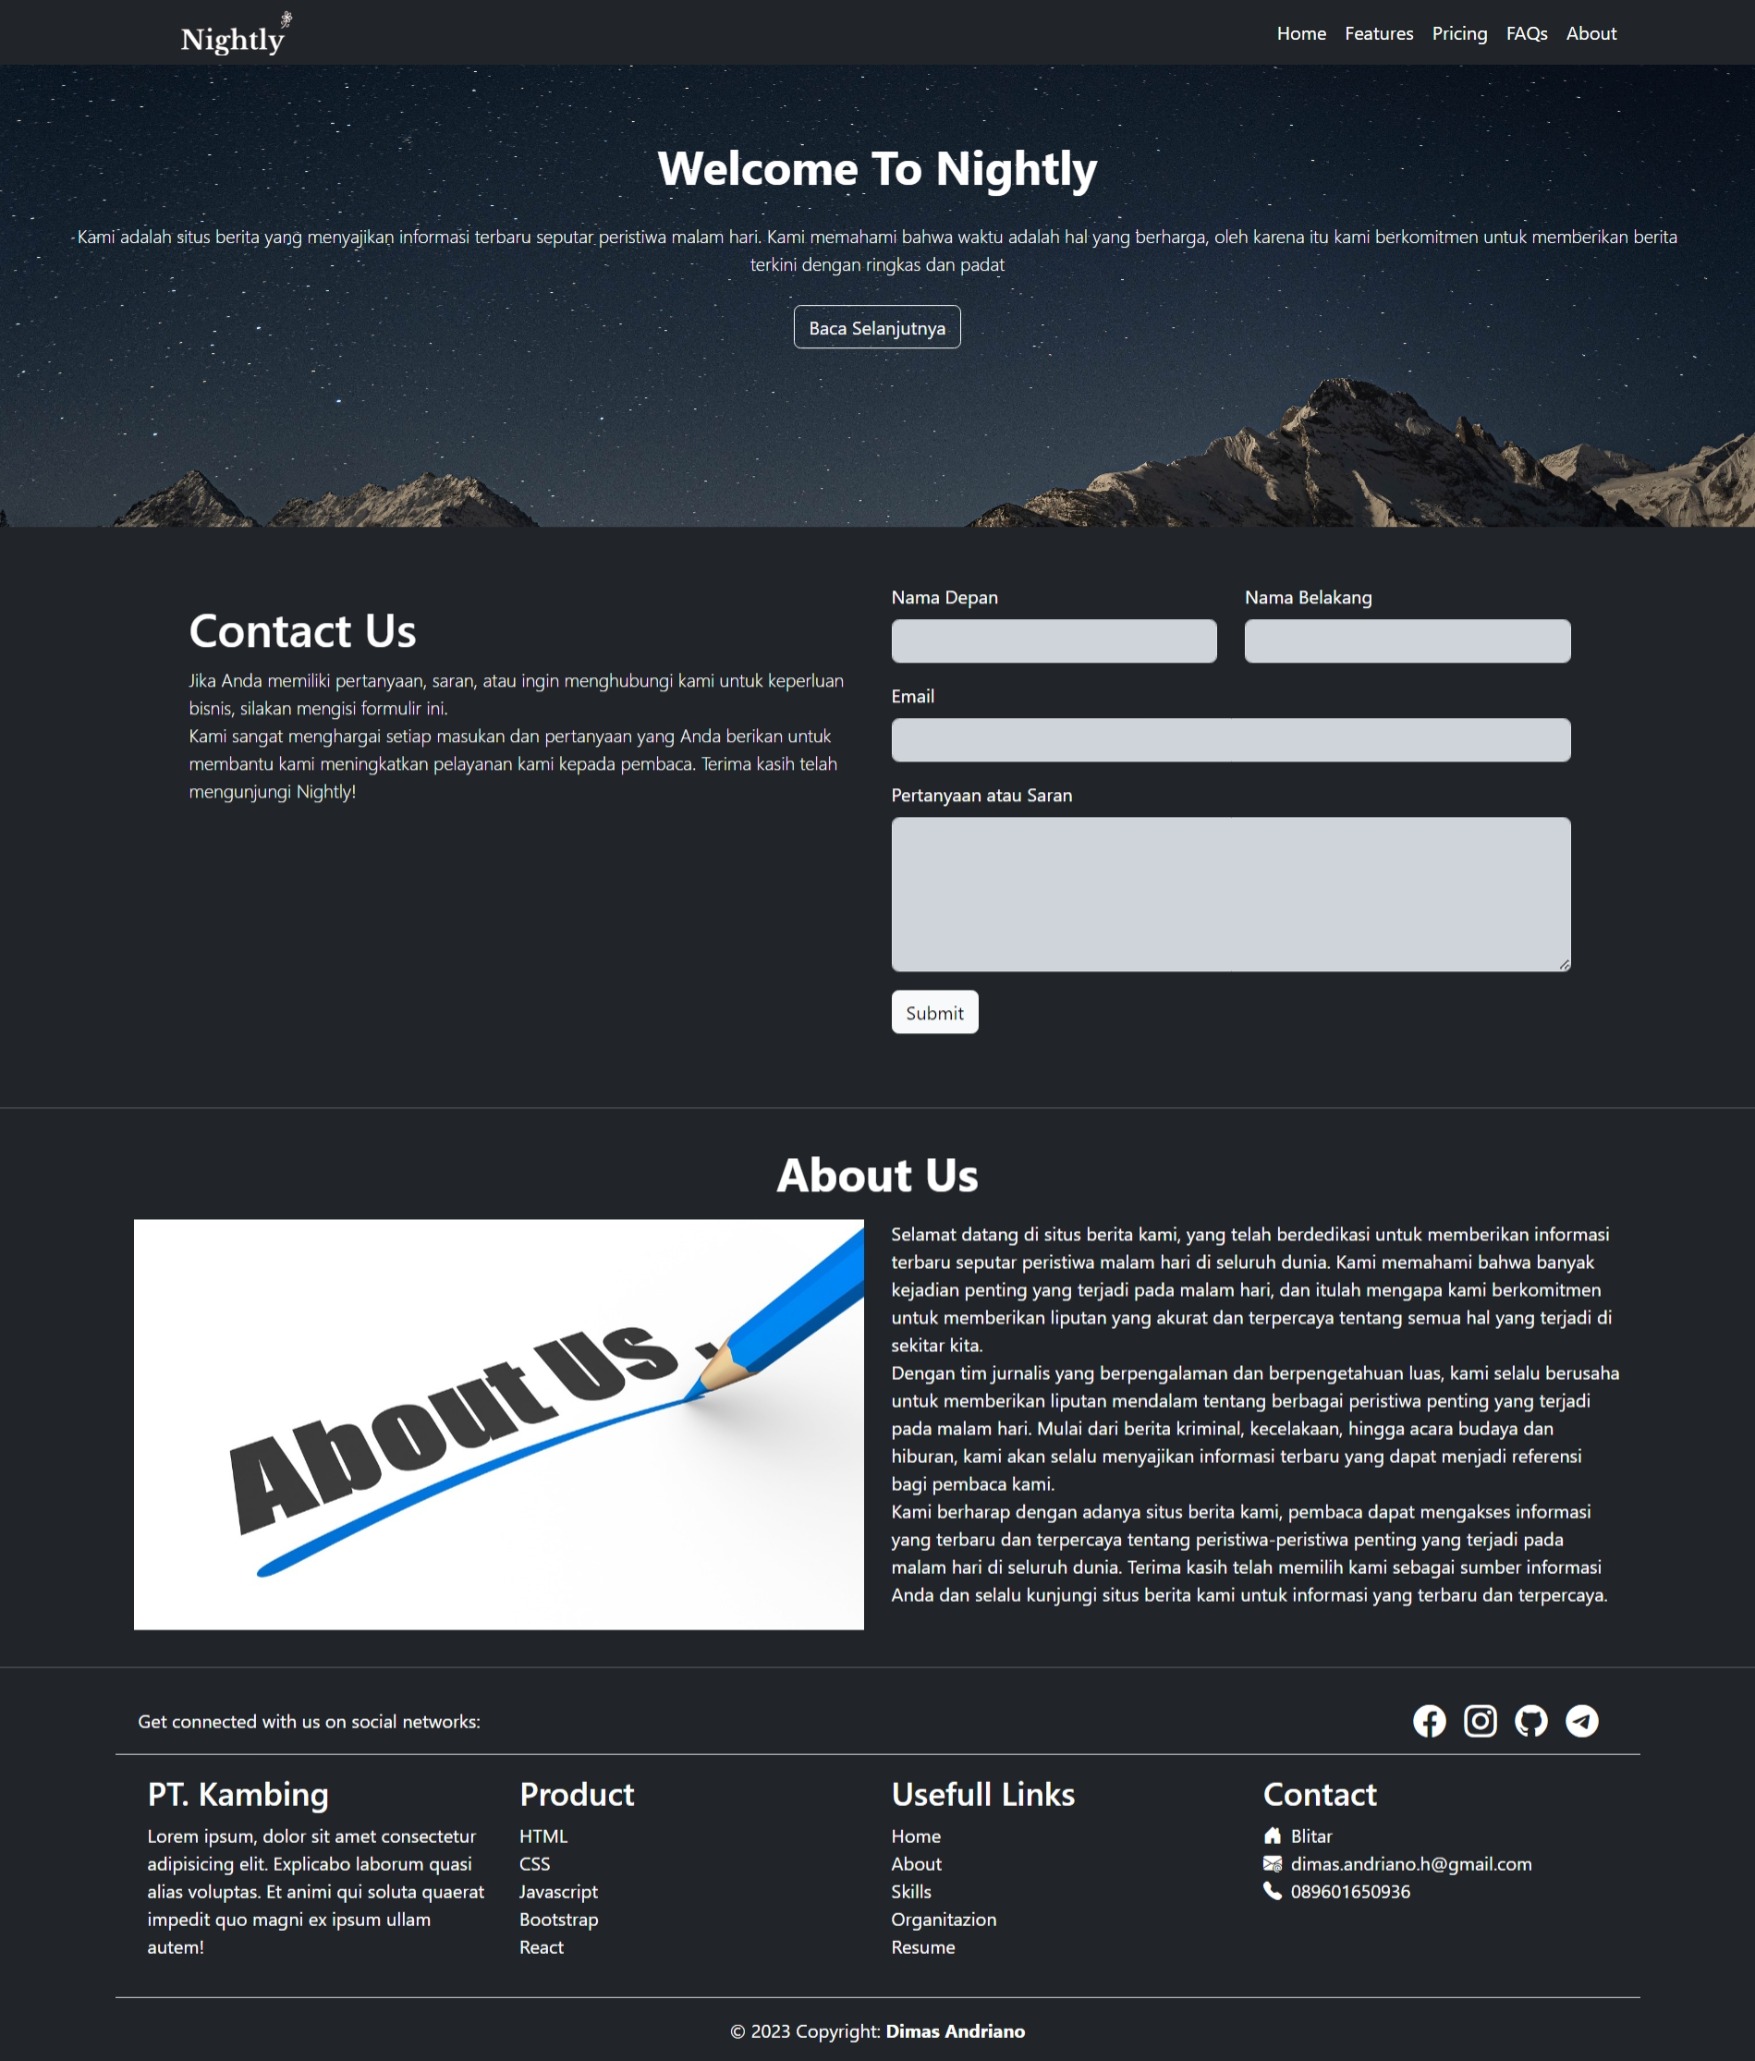 Nightly
Home Features Pricing FAQs About
Welcome To Nightly
Kami adalah situs berita yang menyajikan informasi terbaru seputar peristiwa malam hari. Kami memahami bahwa waktu adalah hal yang berharga, oleh karena itu kami berkomitmen untuk memberikan berita
terkini dengan ringkas dan padat
Baca Selanjutnya
Contact Us
Jika Anda memiliki pertanyaan, saran, atau ingin menghubungi kami untuk keperluan
bisnis, silakan mengisi formulir ini.
Kami sangat menghargai setiap masukan dan pertanyaan yang Anda berikan untuk
membantu kami meningkatkan pelayanan kami kepada pembaca. Terima kasih telah
mengunjungi Nightly!
Nama Depan
Nama Belakang
Email
Pertanyaan atau Saran
Submit
About Us
About Us .
Selamat datang di situs berita kami, yang telah berdedikasi untuk memberikan informasi
terbaru seputar peristiwa malam hari di seluruh dunia. Kami memahami bahwa banyak
kejadian penting yang terjadi pada malam hari, dan itulah mengapa kami berkomitmen
untuk memberikan liputan yang akurat dan terpercaya tentang semua hal yang terjadi di
sekitar kita.
Dengan tim jurnalis yang berpengalaman dan berpengetahuan luas, kami selalu berusaha
untuk memberikan liputan mendalam tentang berbagai peristiwa penting yang terjadi
pada malam hari. Mulai dari berita kriminal, kecelakaan, hingga acara budaya dan
hiburan, kami akan selalu menyajikan informasi terbaru yang dapat menjadi referensi
bagi pembaca kami.
Kami berharap dengan adanya situs berita kami, pembaca dapat mengakses informasi
yang terbaru dan terpercaya tentang peristiwa-peristiwa penting yang terjadi pada
malam hari di seluruh dunia. Terima kasih telah memilih kami sebagai sumber informasi
Anda dan selalu kunjungi situs berita kami untuk informasi yang terbaru dan terpercaya.
Get connected with us on social networks:
PT. Kambing
Lorem ipsum, dolor sit amet consectetur
adipisicing elit. Explicabo laborum quasi
alias voluptas. Et animi qui soluta quaerat
impedit quo magni ex ipsum ullam
autem!
Product
HTML
CSS
Javascript
Bootstrap
React
Usefull Links
Home
About
Skills
Organitazion
Resume
Contact
Blitar
dimas.andriano.h@gmail.com
089601650936
© 2023 Copyright: Dimas Andriano